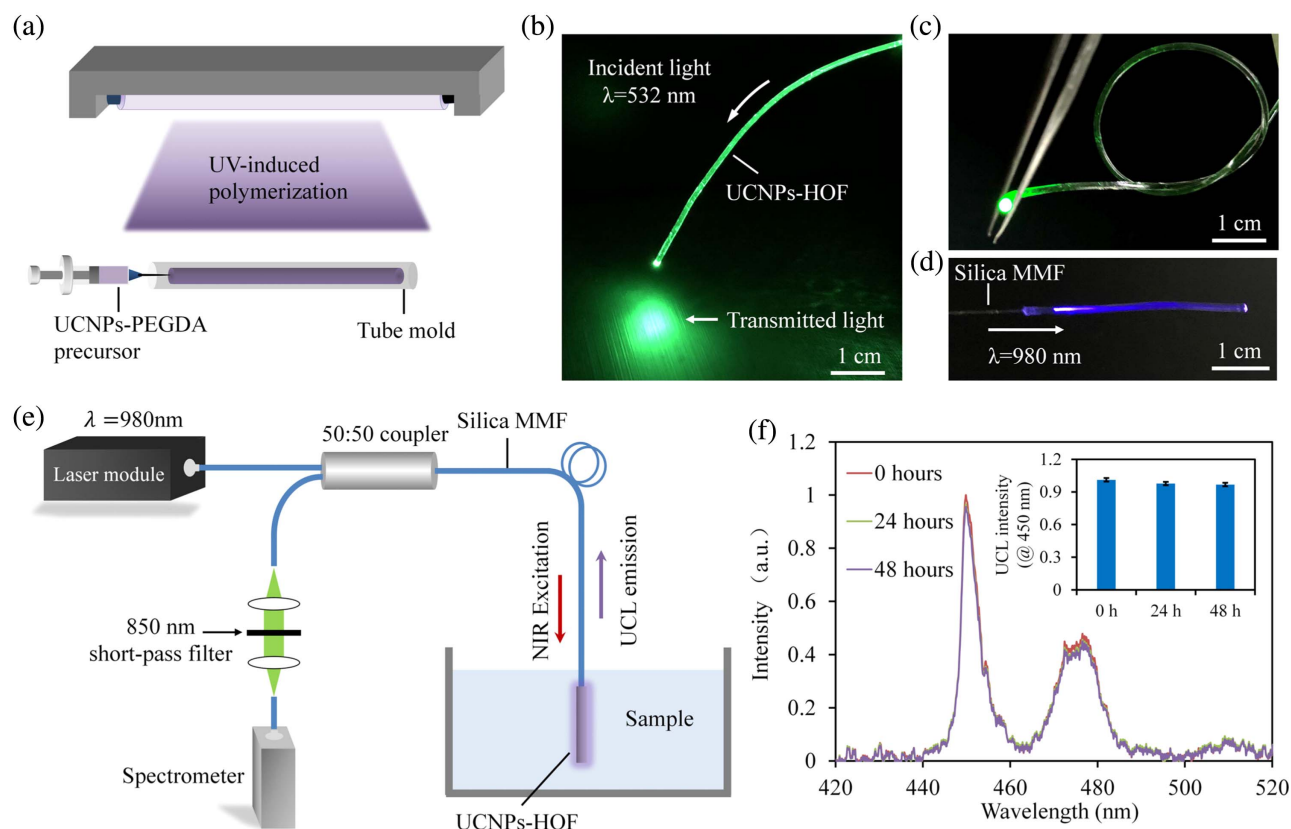 (a)
UV-induced
polymerization
UCNPs-PEGDA
precursor
Tube mold
(b)
Incident light
λ=532 nm
UCNPs-HOF
Transmitted light
1 cm
(c)
1 cm
(d)
Silica MMF
λ=980 nm
1 cm
(e)
λ =980nm
Laser module
50:50 coupler
Silica MMF
850 nm
short-pass filter
Spectrometer
NIR Excitation
UCL emission
Sample
UCNPs-HOF
(f)
Intensity (a.u.)
1.2
1
0.8
0.6
0.4
0.2
0
420
440
460
480
500
520
Wavelength (nm)
0 hours
24 hours
48 hours
UCL intensity
(@ 450 nm)
1.2
0.9
0.6
0.3
0
0 h
24 h
48 h